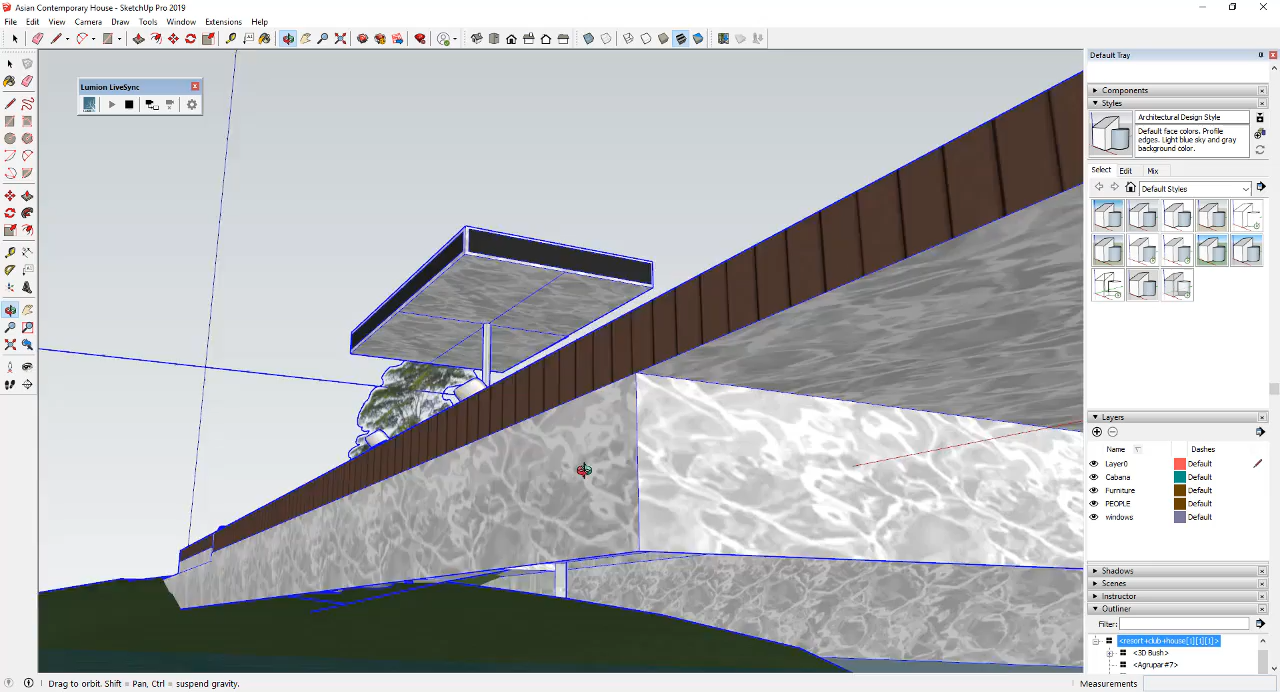 Asian Contemporary House - SketchUp Pro 2019
File Edit View Camera Draw Tools Window Extensions Help
Lumion LiveSync
Default Tray
Components
Styles
Architectural Design Style
Default face colors. Profile
edges. Light blue sky and gray
background color.
Select Edit Mix
Default Styles
Layers
Name Dashes
Layer0 Default
Cabana Default
Furniture Default
PEOPLE Default
windows Default
Shadows
Scenes
Instructor
Outliner
Filter:
<resort+club+house[1][1][1]>
<3D Bush>
<Agrupar#7>
Drag to orbit. Shift = Pan, Ctrl = suspend gravity.
Measurements